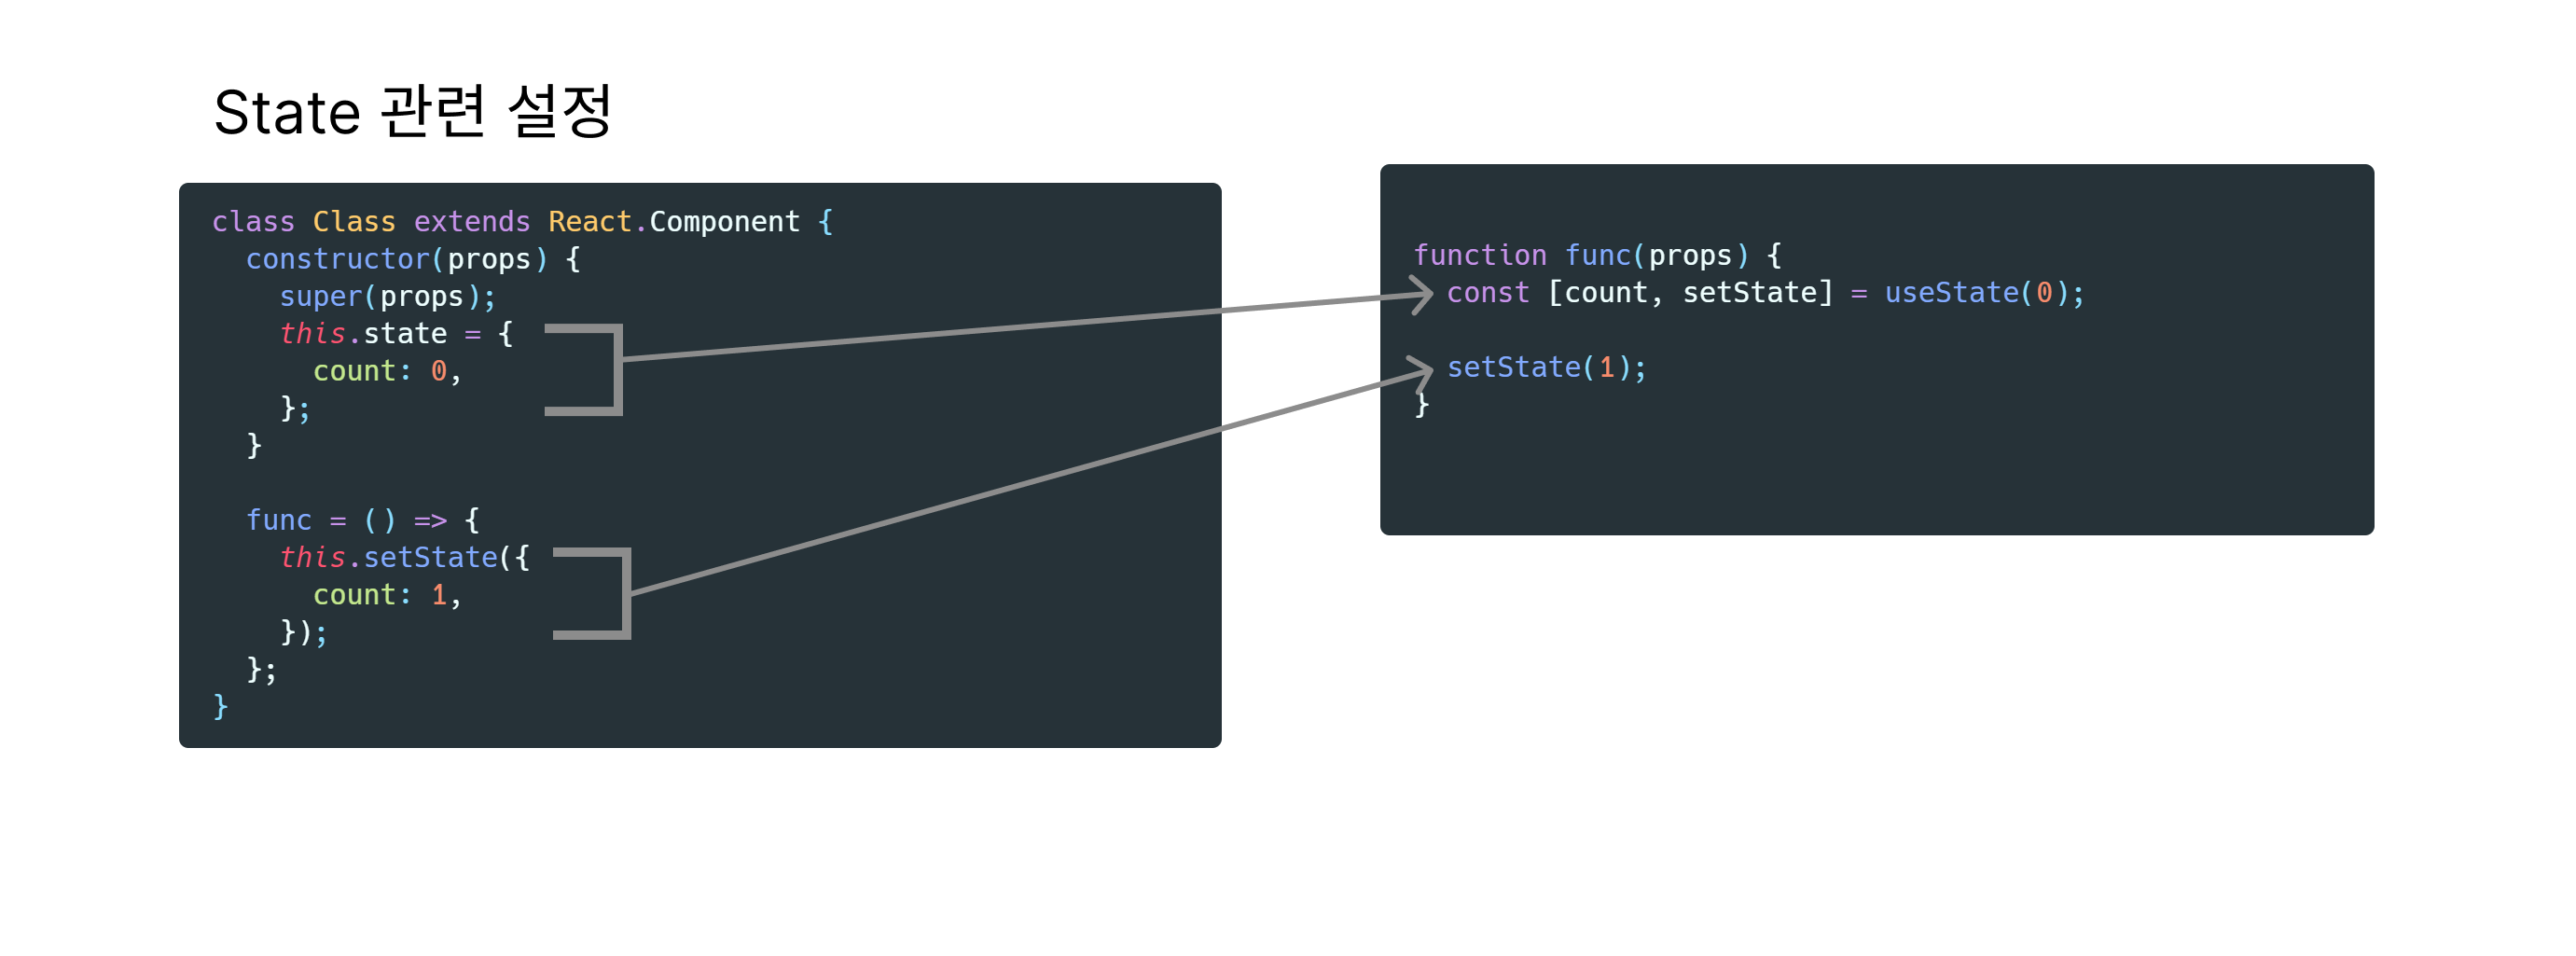 State 관련 설정
class Class extends React.Component {
  constructor(props) {
    super(props);
    this.state = {
      count: 0,
    };
  }

  func = () => {
    this.setState({
      count: 1,
    });
  };
}
function func(props) {
  const [count, setState] = useState(0);

  setState(1);
}